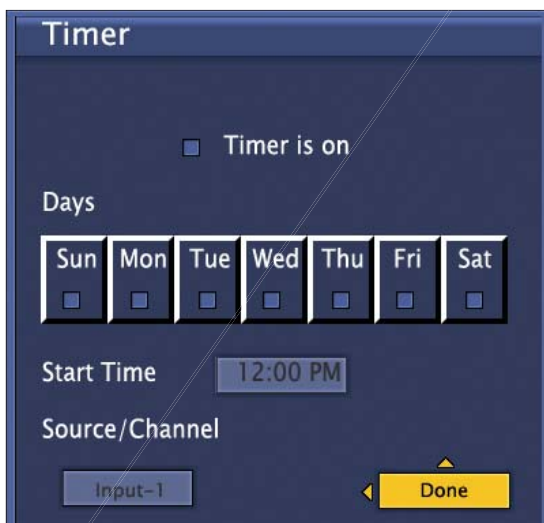 Timer
Timer is on
Days
Sun Mon Tue Wed Thu Fri Sat
Start Time 12:00 PM
Source/Channel
Input-1 Done